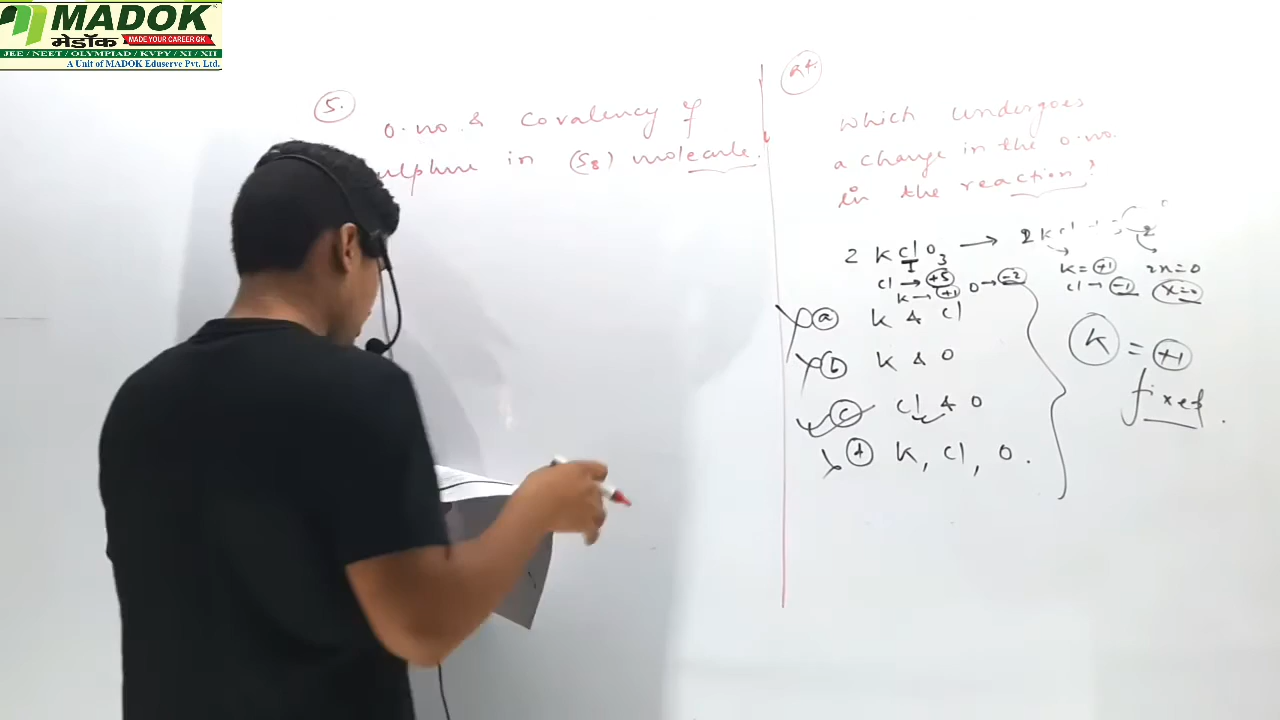 MADOK
मेडॉक MADE YOUR CAREER OK
JEE / NEET / OLYMPIAD / KVPY / XI / XII
A Unit of MADOK Eduserve Pvt. Ltd.
5.
O.no. & Covalency of
ulphur in (S8) molecule.
Which undergoes
a change in the O.no.
in the reaction?
2 KClO3 → 2KCl
Cl → +5
K → +1 O → -2
K = +1 2x=0
Cl → -1 x=0
a K & Cl
b K & O
c Cl & O
d K, Cl, O.
K = +1
fixed.